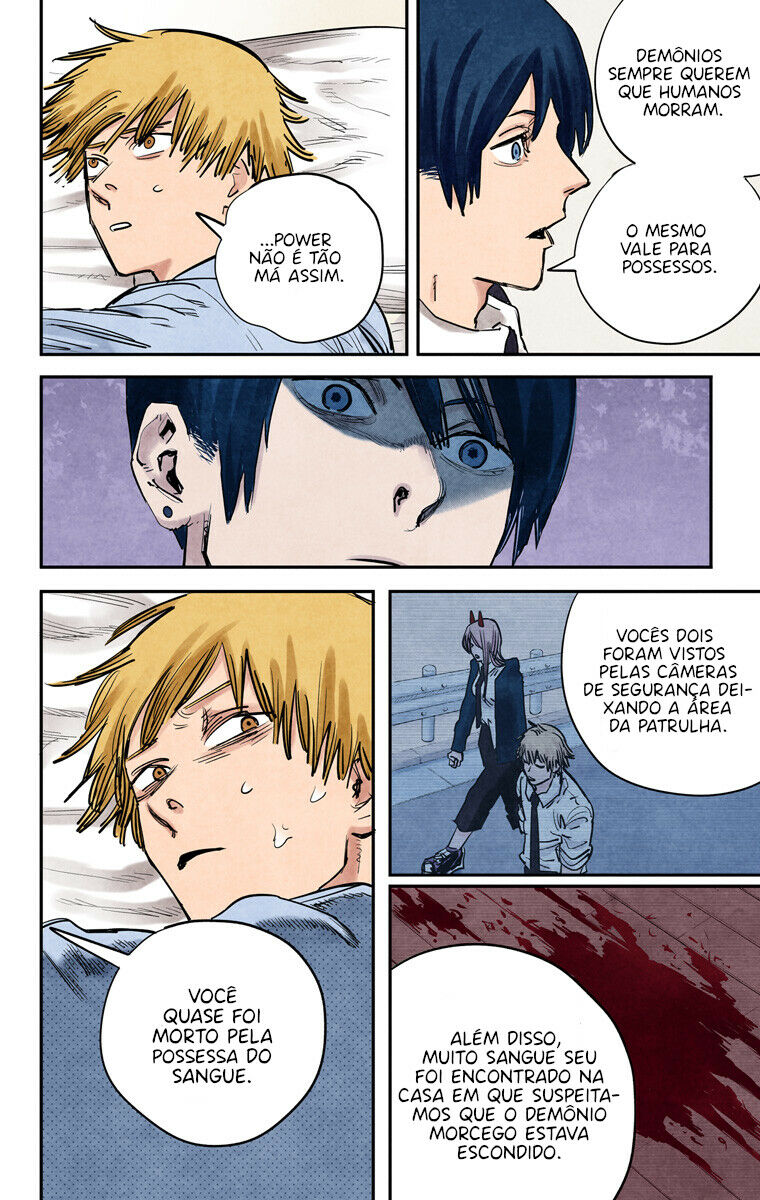 DEMÔNIOS
SEMPRE QUEREM
QUE HUMANOS
MORRAM.
O MESMO
VALE PARA
POSSESSOS.
...POWER
NÃO É TÃO
MÁ ASSIM.
VOCÊS DOIS
FORAM VISTOS
PELAS CÂMERAS
DE SEGURANÇA DEI-
XANDO A ÁREA
DA PATRULHA.
ALÉM DISSO,
MUITO SANGUE SEU
FOI ENCONTRADO NA
CASA EM QUE SUSPEITA-
MOS QUE O DEMÔNIO
MORCEGO ESTAVA
ESCONDIDO.
VOCÊ
QUASE FOI
MORTO PELA
POSSESSA DO
SANGUE.